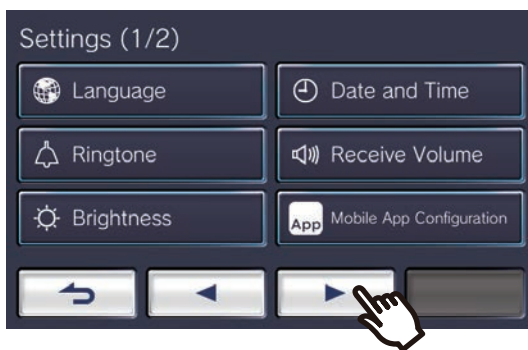 Settings (1/2)
Language
Date and Time
Ringtone
Receive Volume
Brightness
App Mobile App Configuration